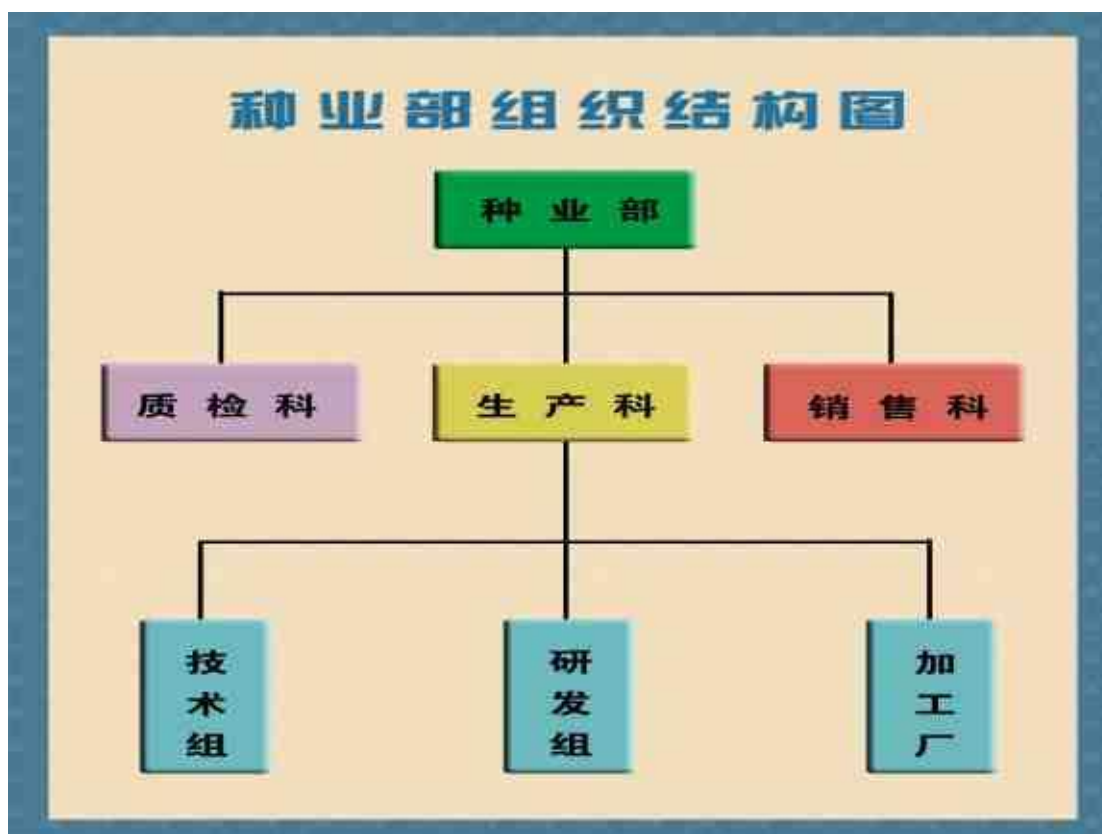 种业部组织结构图
种业部
质检科
生产科
销售科
技术组
研发组
加工厂